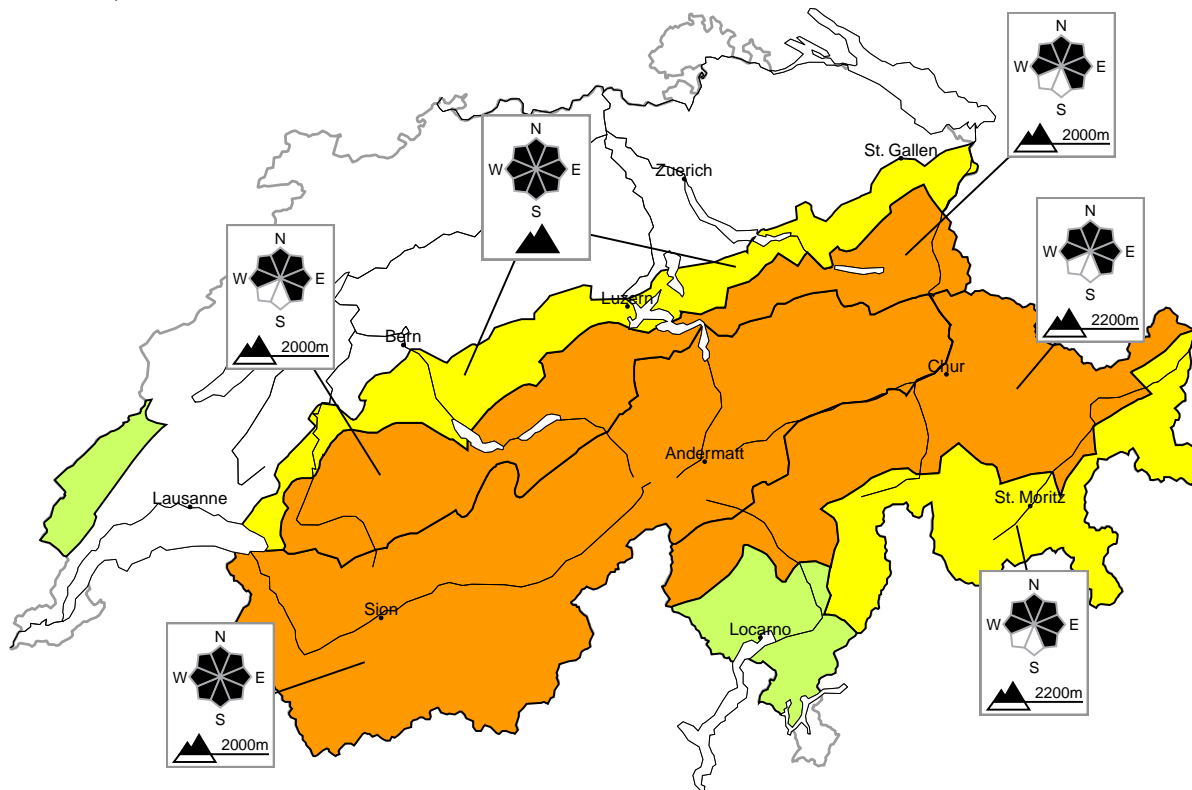 N
W E
S
2000m
N
W E
S
St. Gallen
Zuerich
N
W E
S
2200m
N
W E
S
2000m
Luzern
Bern
Chur
Andermatt
Lausanne
St. Moritz
N
W E
S
2200m
Sion
Locarno
N
W E
S
2000m